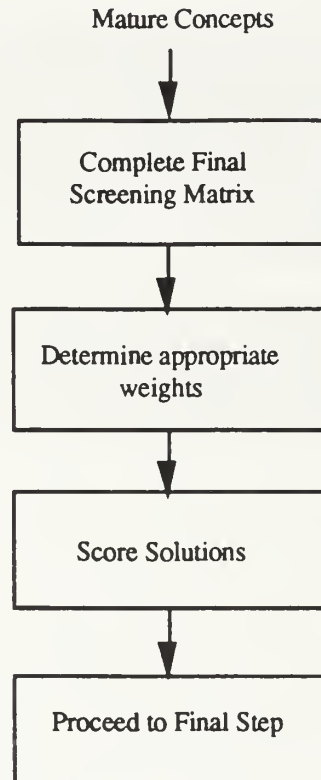 Mature Concepts
Complete Final
Screening Matrix
Determine appropriate
weights
Score Solutions
Proceed to Final Step